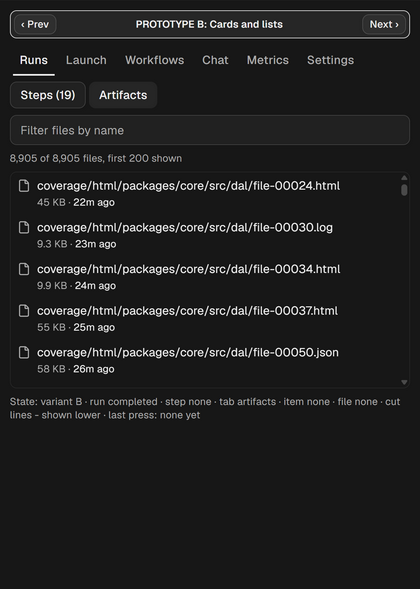 ‹ Prev
PROTOTYPE B: Cards and lists
Next ›
Runs Launch Workflows Chat Metrics Settings
Steps (19) Artifacts
Filter files by name
8,905 of 8,905 files, first 200 shown
coverage/html/packages/core/src/dal/file-00024.html
45 KB · 22m ago
coverage/html/packages/core/src/dal/file-00030.log
9.3 KB · 23m ago
coverage/html/packages/core/src/dal/file-00034.html
9.9 KB · 24m ago
coverage/html/packages/core/src/dal/file-00037.html
55 KB · 25m ago
coverage/html/packages/core/src/dal/file-00050.json
58 KB · 26m ago
State: variant B · run completed · step none · tab artifacts · item none · file none · cut
lines - shown lower · last press: none yet